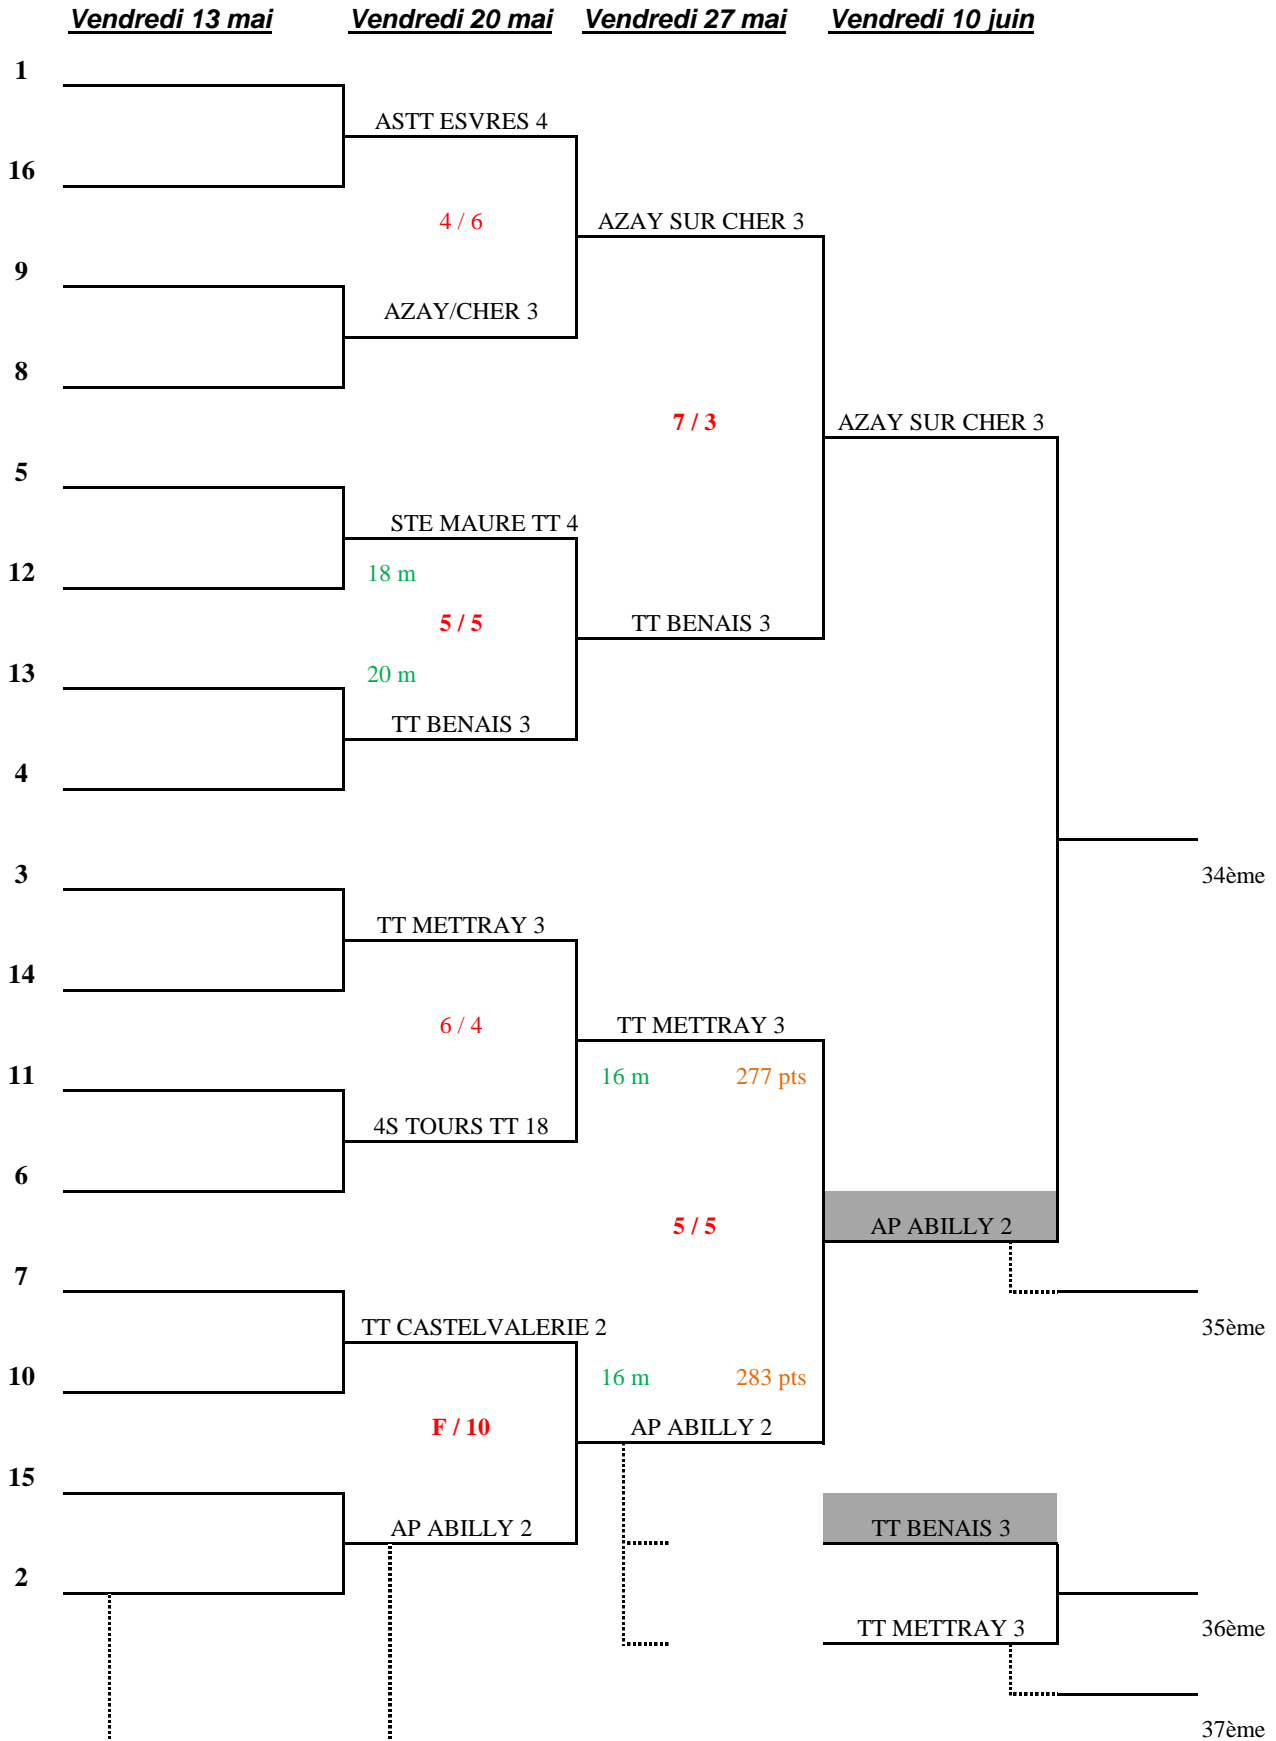 Vendredi 13 mai Vendredi 20 mai Vendredi 27 mai Vendredi 10 juin
1
ASTT ESVRES 4
16
4 / 6 AZAY SUR CHER 3
9
AZAY/CHER 3
8
7 / 3 AZAY SUR CHER 3
5
STE MAURE TT 4
12 18 m
5 / 5 TT BENAIS 3
13 20 m
TT BENAIS 3
4
3 34ème
TT METTRAY 3
14
6 / 4 TT METTRAY 3
11 16 m 277 pts
4S TOURS TT 18
6
5 / 5 AP ABILLY 2
7
TT CASTELVALERIE 2 35ème
10 16 m 283 pts
F / 10 AP ABILLY 2
15
AP ABILLY 2 TT BENAIS 3
2
TT METTRAY 3 36ème
37ème